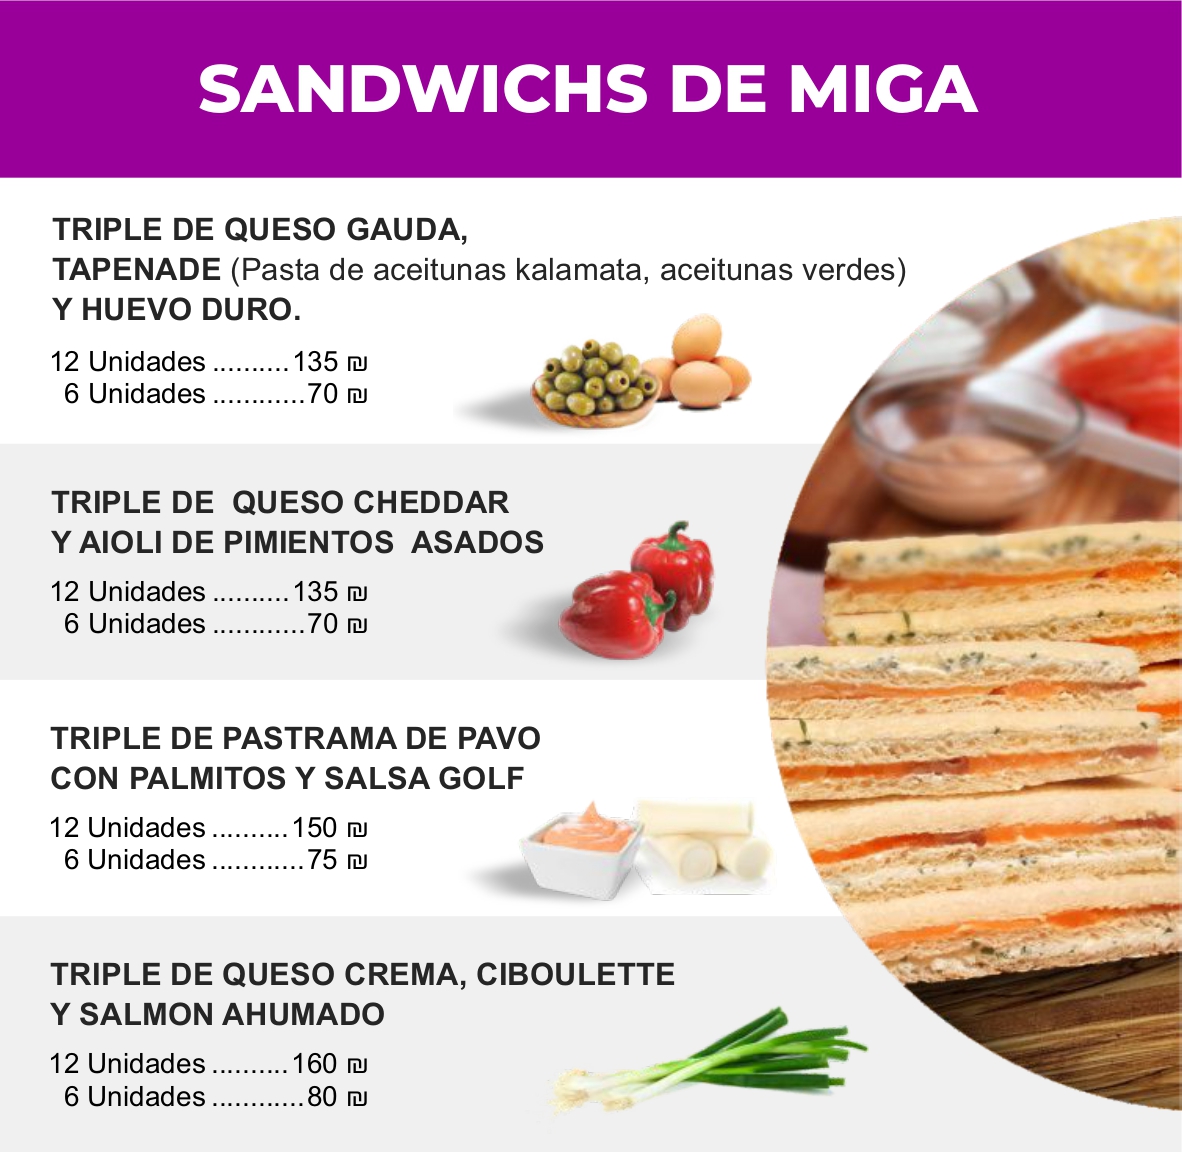 SANDWICHS DE MIGA
TRIPLE DE QUESO GAUDA,
TAPENADE (Pasta de aceitunas kalamata, aceitunas verdes)
Y HUEVO DURO.
12 Unidades ..........135 ₪
6 Unidades ............70 ₪
TRIPLE DE  QUESO CHEDDAR
Y AIOLI DE PIMIENTOS  ASADOS
12 Unidades ..........135 ₪
6 Unidades ............70 ₪
TRIPLE DE PASTRAMA DE PAVO
CON PALMITOS Y SALSA GOLF
12 Unidades ..........150 ₪
6 Unidades ............75 ₪
TRIPLE DE QUESO CREMA, CIBOULETTE
Y SALMON AHUMADO
12 Unidades ..........160 ₪
6 Unidades ............80 ₪